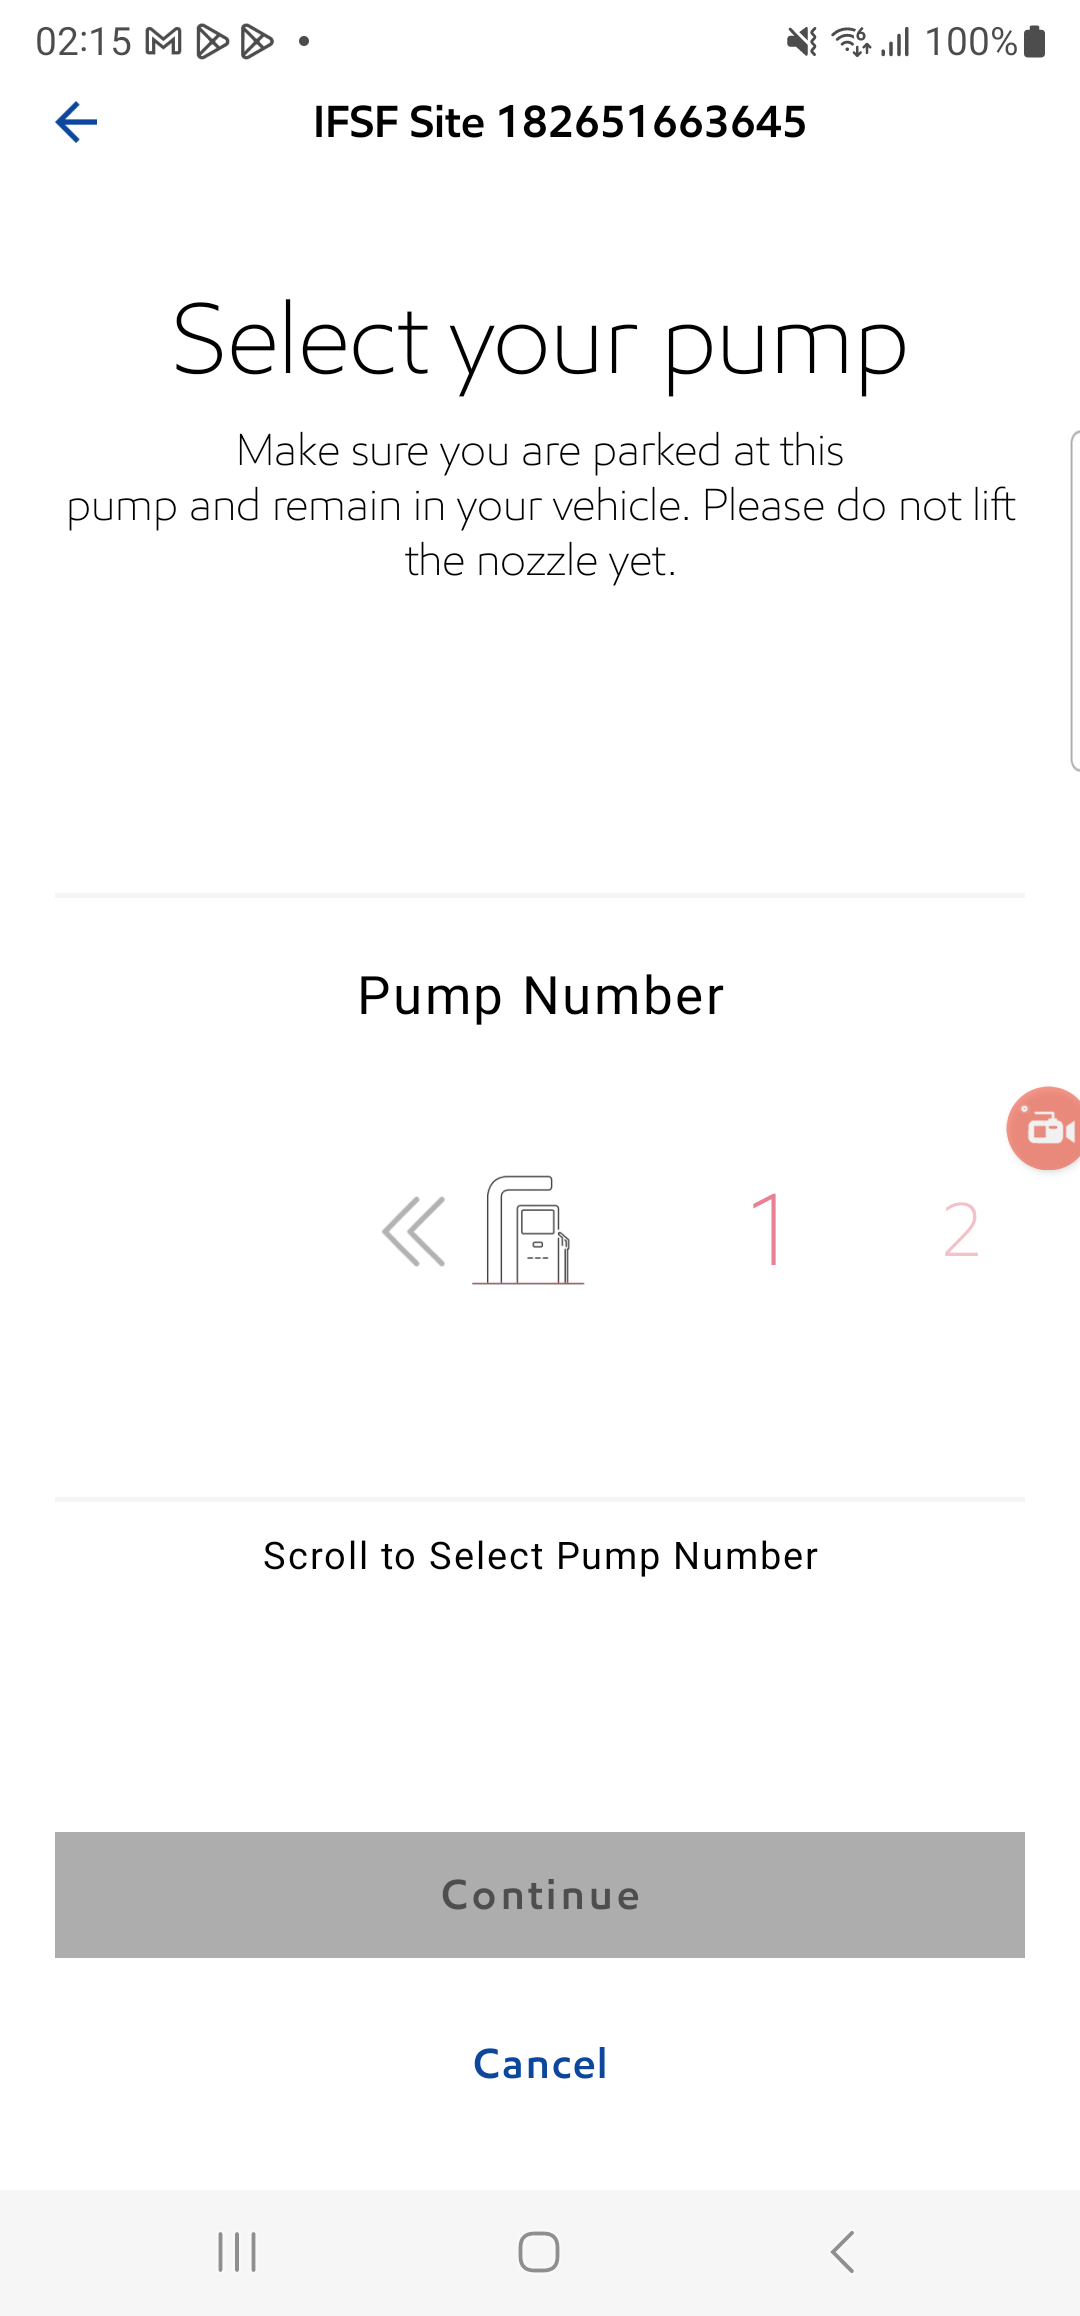 02:15
100%
IFSF Site 182651663645
Select your pump
Make sure you are parked at this
pump and remain in your vehicle. Please do not lift
the nozzle yet.
Pump Number
1 2
Scroll to Select Pump Number
Continue
Cancel